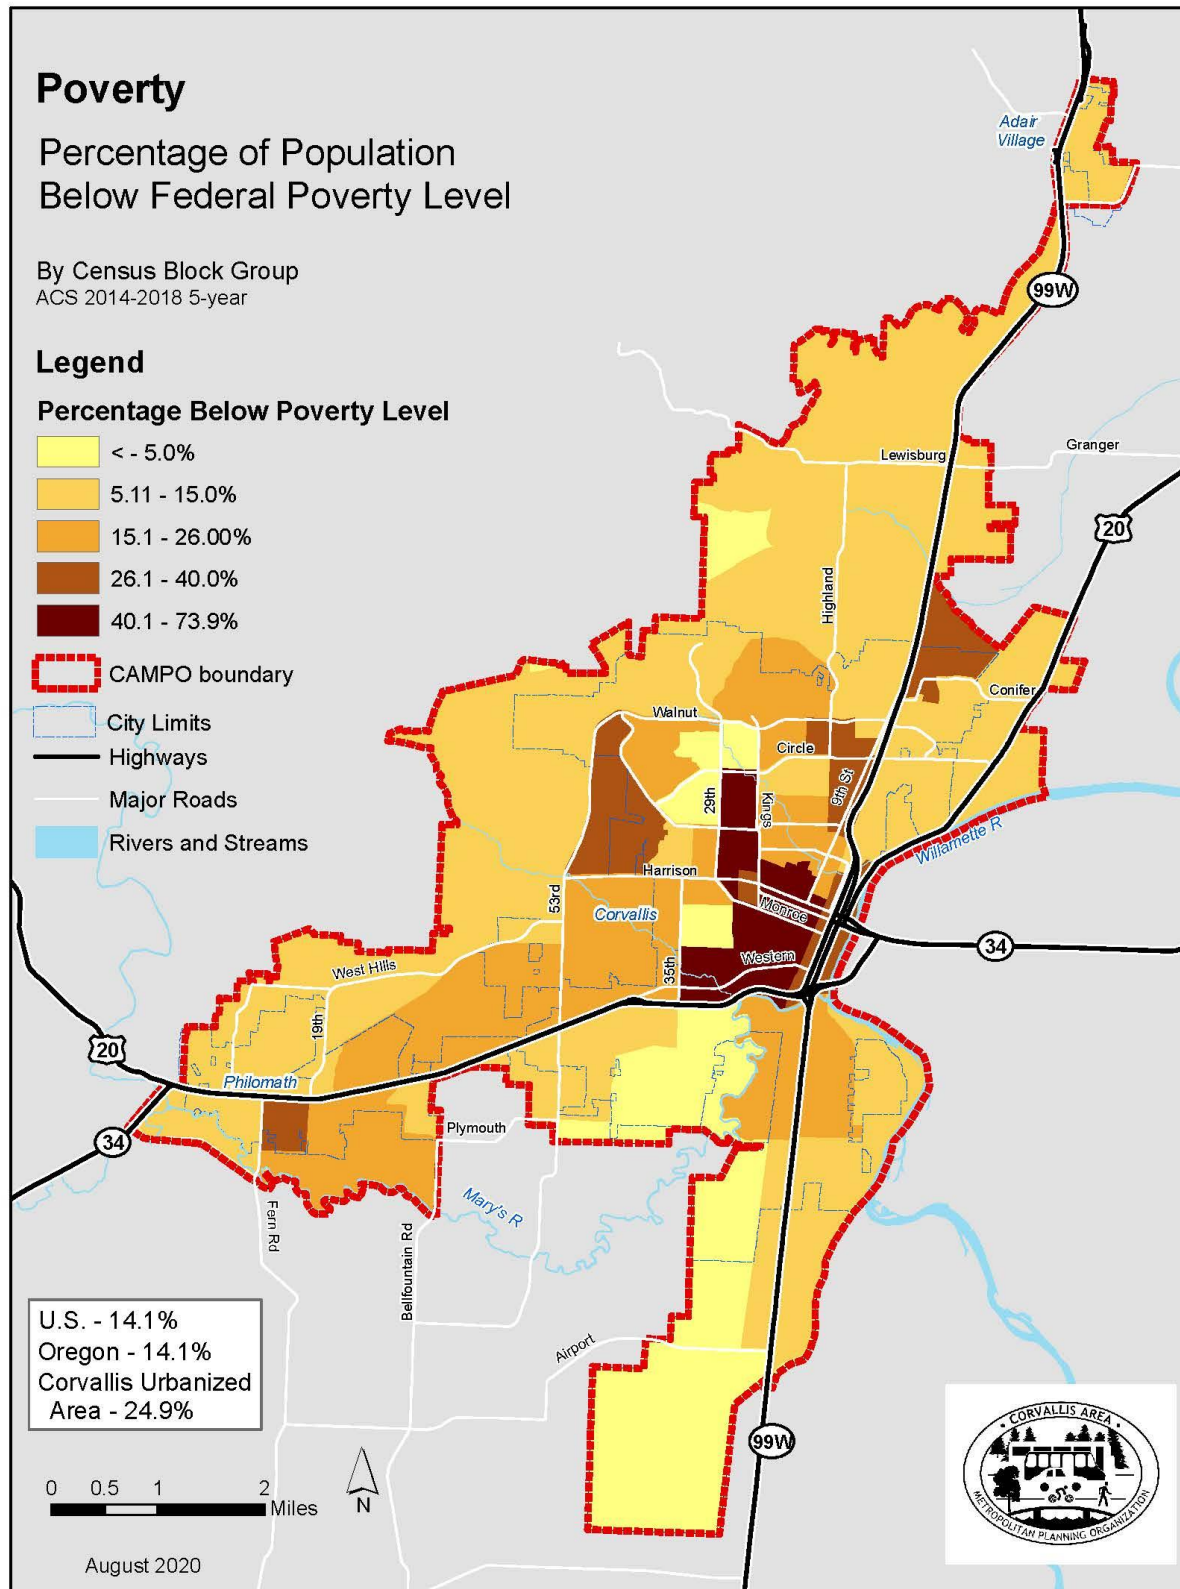 Poverty
Percentage of Population
Below Federal Poverty Level
By Census Block Group
ACS 2014-2018 5-year
Legend
Percentage Below Poverty Level
< - 5.0%
5.11 - 15.0%
15.1 - 26.00%
26.1 - 40.0%
40.1 - 73.9%
CAMPO boundary
City Limits
Highways
Major Roads
Rivers and Streams
Adair
Village
99W
Lewisburg
Granger
20
Highland
Conifer
Walnut
Circle
29th
Kings
9th St
Willamette R
Harrison
53rd
Corvallis
Monroe
34
35th
Western
West HIlls
19th
20
Philomath
34
Plymouth
Mary's R
Fern Rd
Bellfountain Rd
Airport
99W
U.S. - 14.1%
Oregon - 14.1%
Corvallis Urbanized
Area - 24.9%
0 0.5 1 2
Miles
N
August 2020
• CORVALLIS AREA •
METROPOLITAN PLANNING ORGANIZATION